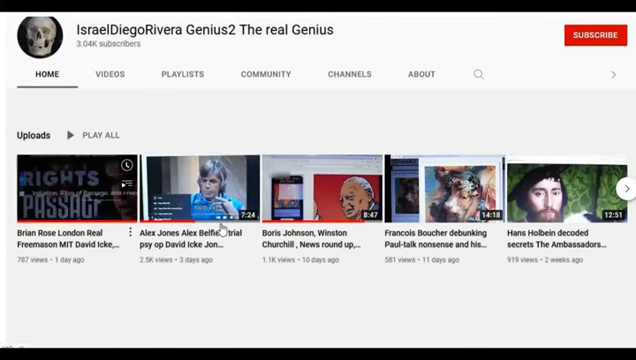 IsraelDiegoRivera Genius2 The real Genius
3.04K subscribers
SUBSCRIBE
HOME VIDEOS PLAYLISTS COMMUNITY CHANNELS ABOUT
Uploads PLAY ALL
RIGHTS
PASSAGE
7:24 8:47 14:18 12:51
Brian Rose London Real
Freemason MIT David Icke,...
787 views • 1 day ago
Alex Jones Alex Belfield trial
psy op David Icke Jon...
2.5K views • 3 days ago
Boris Johnson, Winston
Churchill , News round up,...
1.1K views • 10 days ago
Francois Boucher debunking
Paul-talk nonsense and his...
581 views • 11 days ago
Hans Holbein decoded
secrets The Ambassadors...
919 views • 2 weeks ago